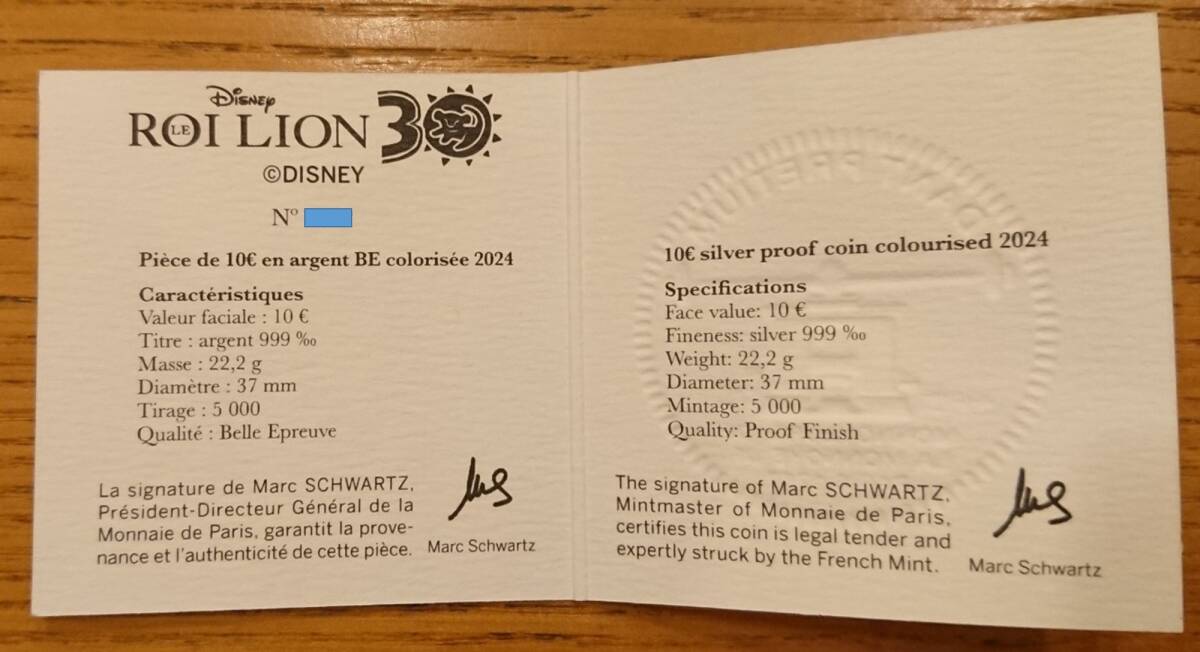 Disney
LE ROI LION 30
©DISNEY
Nº
Pièce de 10€ en argent BE colorisée 2024
Caractéristiques
Valeur faciale : 10 €
Titre : argent 999 ‰
Masse : 22,2 g
Diamètre : 37 mm
Tirage : 5 000
Qualité : Belle Epreuve
La signature de Marc SCHWARTZ,
Président-Directeur Général de la
Monnaie de Paris, garantit la prove-
nance et l'authenticité de cette pièce.
Marc Schwartz
10€ silver proof coin colourised 2024
Specifications
Face value: 10 €
Fineness: silver 999 ‰
Weight: 22,2 g
Diameter: 37 mm
Mintage: 5 000
Quality: Proof Finish
The signature of Marc SCHWARTZ,
Mintmaster of Monnaie de Paris,
certifies this coin is legal tender and
expertly struck by the French Mint.
Marc Schwartz